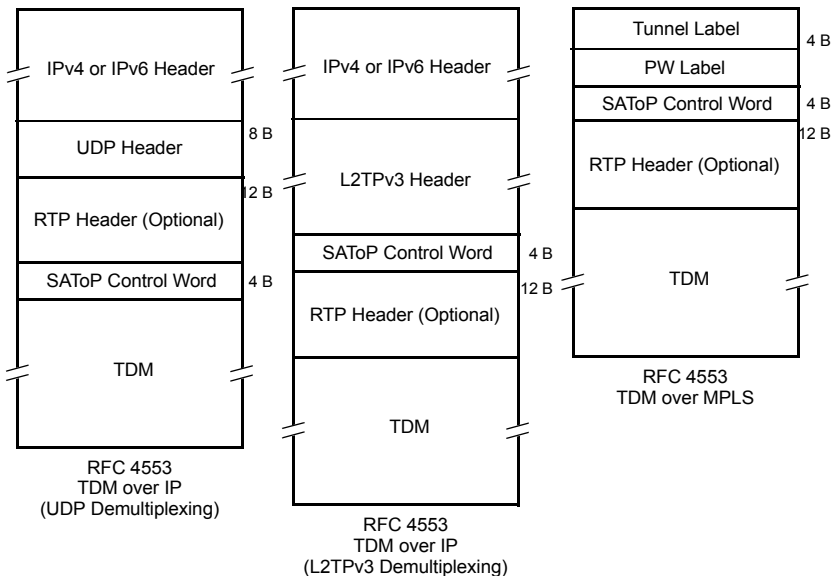 IPv4 or IPv6 Header
UDP Header
8 B
RTP Header (Optional)
12 B
SAToP Control Word
4 B
TDM
RFC 4553
TDM over IP
(UDP Demultiplexing)
IPv4 or IPv6 Header
L2TPv3 Header
SAToP Control Word
4 B
RTP Header (Optional)
12 B
TDM
RFC 4553
TDM over IP
(L2TPv3 Demultiplexing)
Tunnel Label
4 B
PW Label
SAToP Control Word
4 B
RTP Header (Optional)
12 B
TDM
RFC 4553
TDM over MPLS